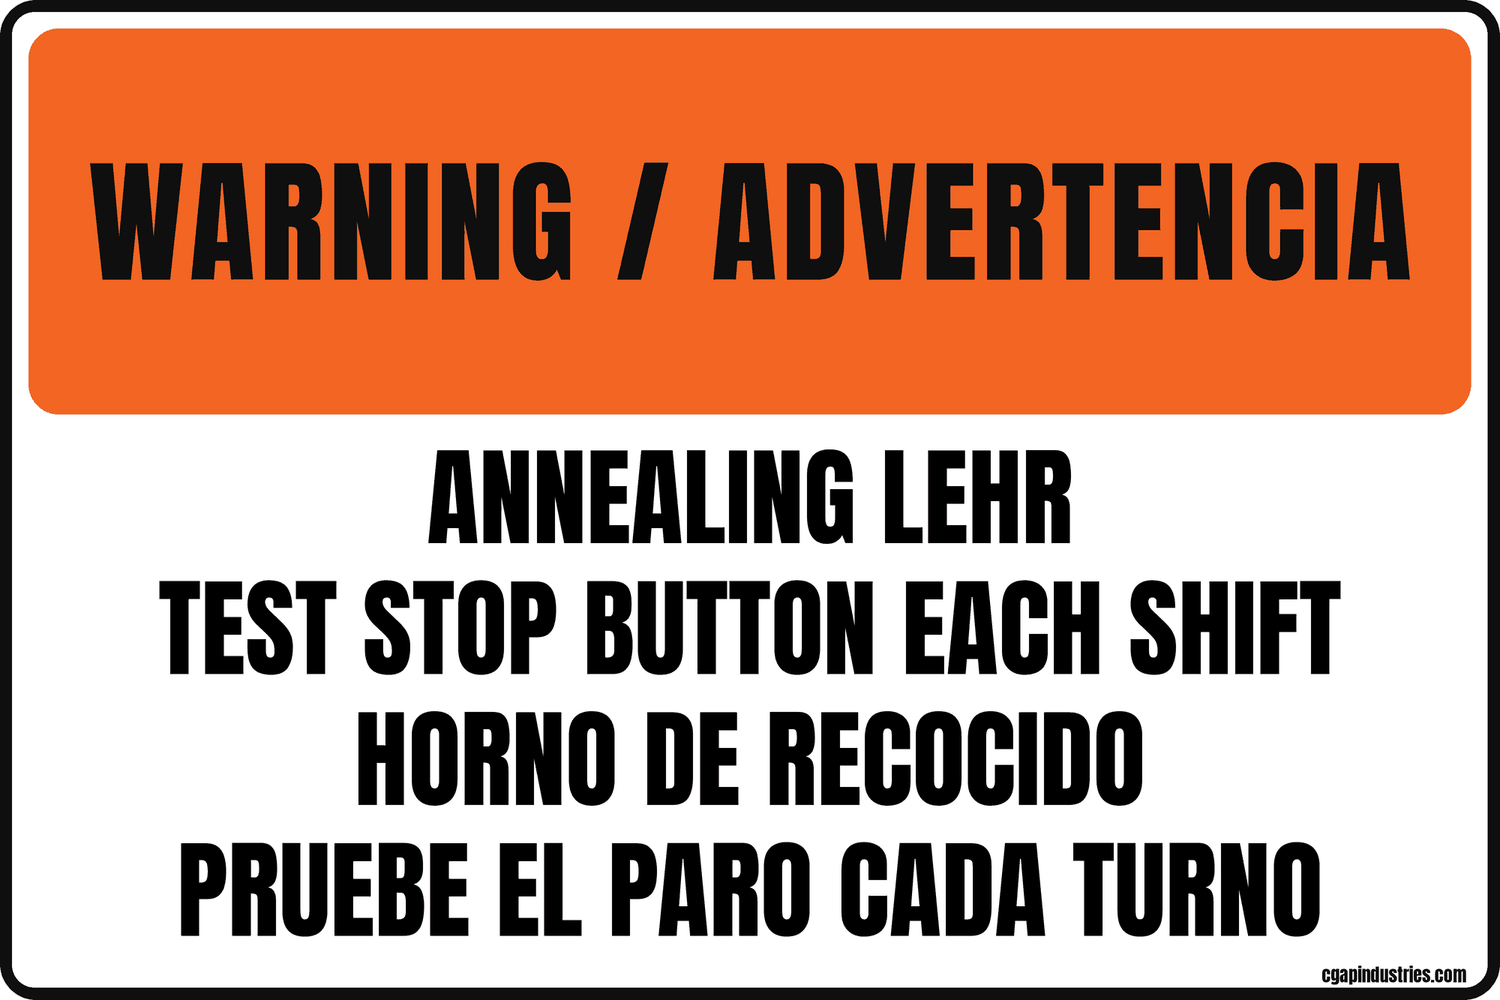 WARNING / ADVERTENCIA
ANNEALING LEHR
TEST STOP BUTTON EACH SHIFT
HORNO DE RECOCIDO
PRUEBE EL PARO CADA TURNO
cgapindustries.com